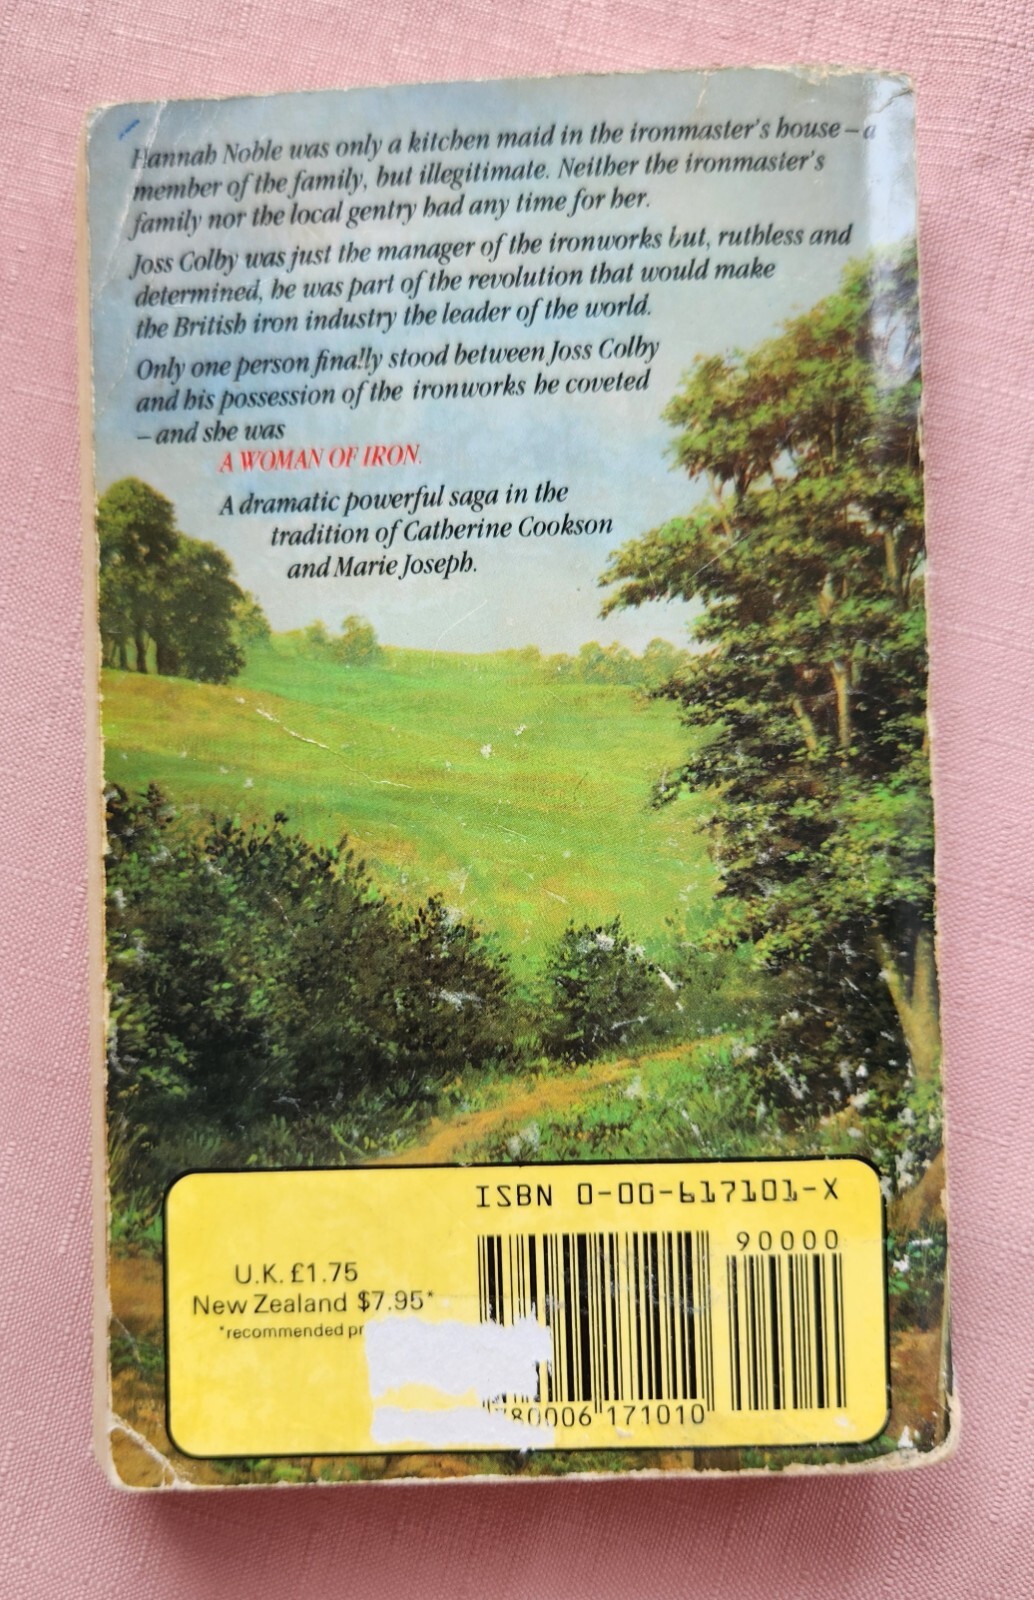 Hannah Noble was only a kitchen maid in the ironmaster's house – a
member of the family, but illegitimate. Neither the ironmaster's
family nor the local gentry had any time for her.
Joss Colby was just the manager of the ironworks but, ruthless and
determined, he was part of the revolution that would make
the British iron industry the leader of the world.
Only one person finally stood between Joss Colby
and his possession of the ironworks he coveted
– and she was
A WOMAN OF IRON.
A dramatic powerful saga in the
tradition of Catherine Cookson
and Marie Joseph.
ISBN 0-00-617101-X
90000
U.K. £1.75
New Zealand $7.95*
*recommended
780006 171010